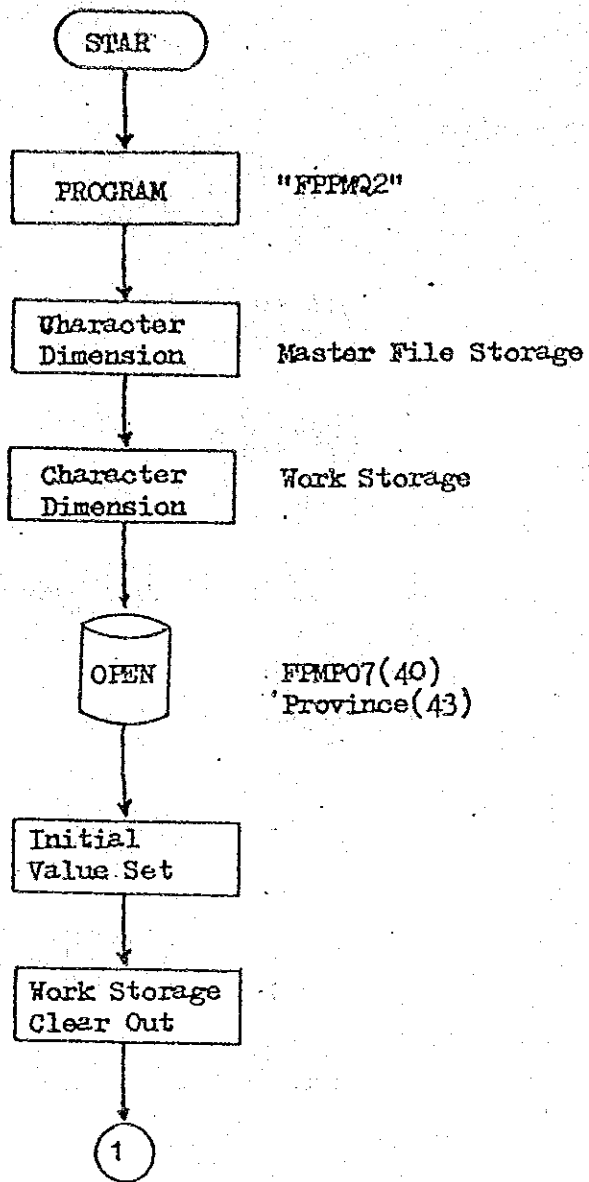 STAR
PROGRAM
"FPPMQ2"
Character
Dimension
Master File Storage
Character
Dimension
Work Storage
OPEN
FPMP07(40)
Province(43)
Initial
Value Set
Work Storage
Clear Out
1